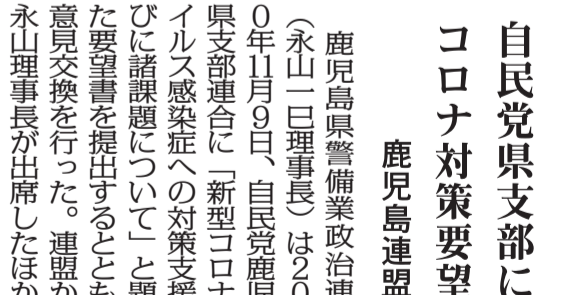 自民党県支部に
コロナ対策要望
鹿児島連盟
鹿児島県警備業政治連
（永山一巳理事長）は２０
０年11月９日、自民党鹿児
県支部連合に「新型コロナ
イルス感染症への対策支援
びに諸課題について」と題
た要望書を提出するととも
意見交換を行った。連盟か
永山理事長が出席したほか